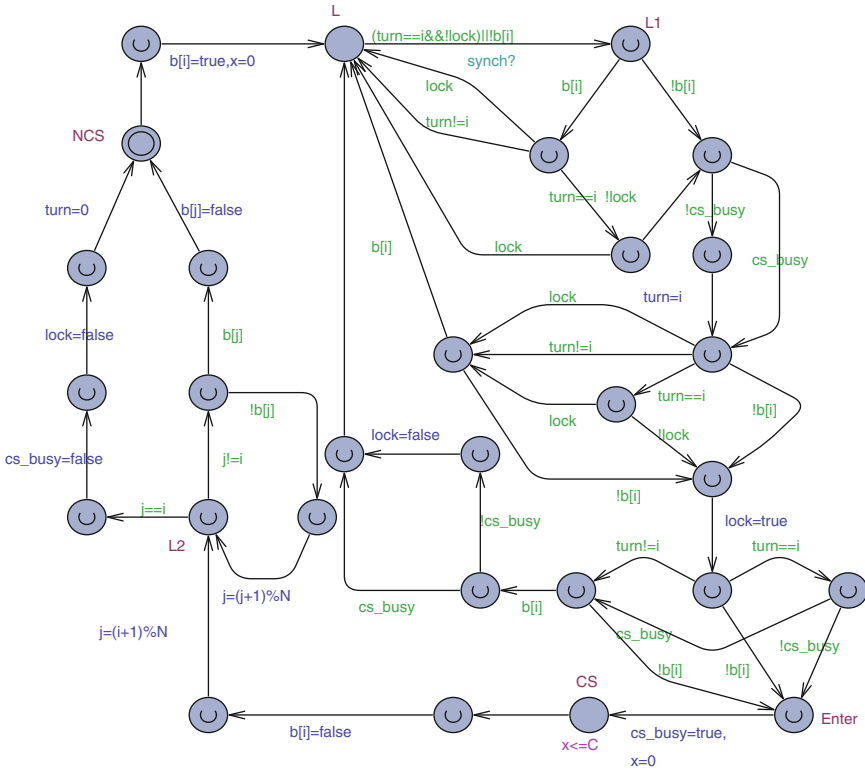 L
(turn==i&&!lock)||!b[i]
L1
b[i]=true,x=0
synch?
lock
b[i]
!b[i]
turn!=i
NCS
turn==i
!lock
turn=0
b[j]=false
!cs_busy
b[i]
lock
cs_busy
lock
turn=i
lock=false
b[j]
turn!=i
turn==i
!b[j]
!b[i]
lock
!lock
lock=false
cs_busy=false
j!=i
!b[i]
j==i
!cs_busy
lock=true
L2
turn!=i
turn==i
j=(j+1)%N
cs_busy
b[i]
j=(i+1)%N
cs_busy
!cs_busy
!b[i]
!b[i]
CS
Enter
b[i]=false
x<=C
cs_busy=true,
x=0